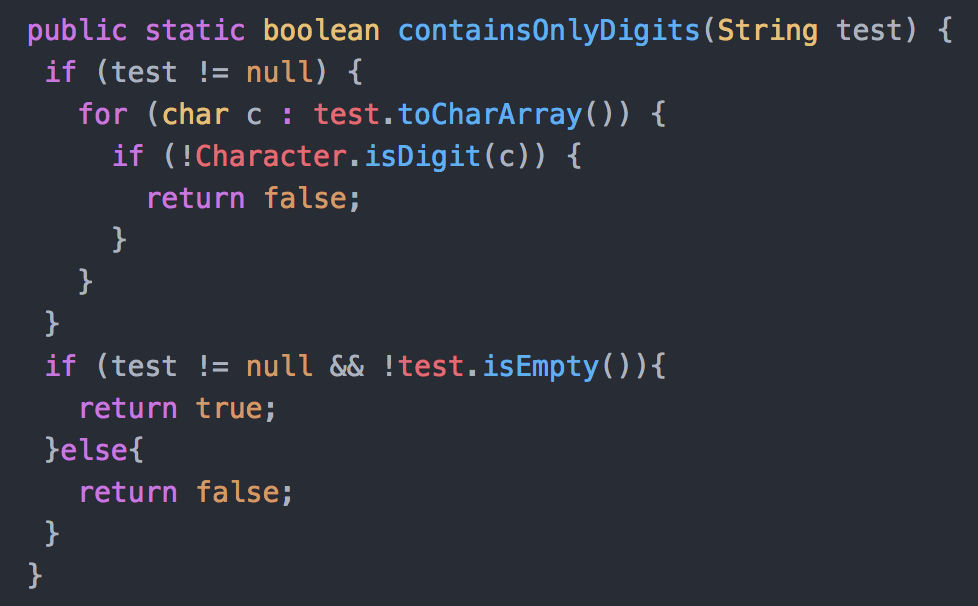 public static boolean containsOnlyDigits(String test) {
 if (test != null) {
   for (char c : test.toCharArray()) {
     if (!Character.isDigit(c)) {
       return false;
     }
   }
 }
 if (test != null && !test.isEmpty()){
   return true;
 }else{
   return false;
 }
}